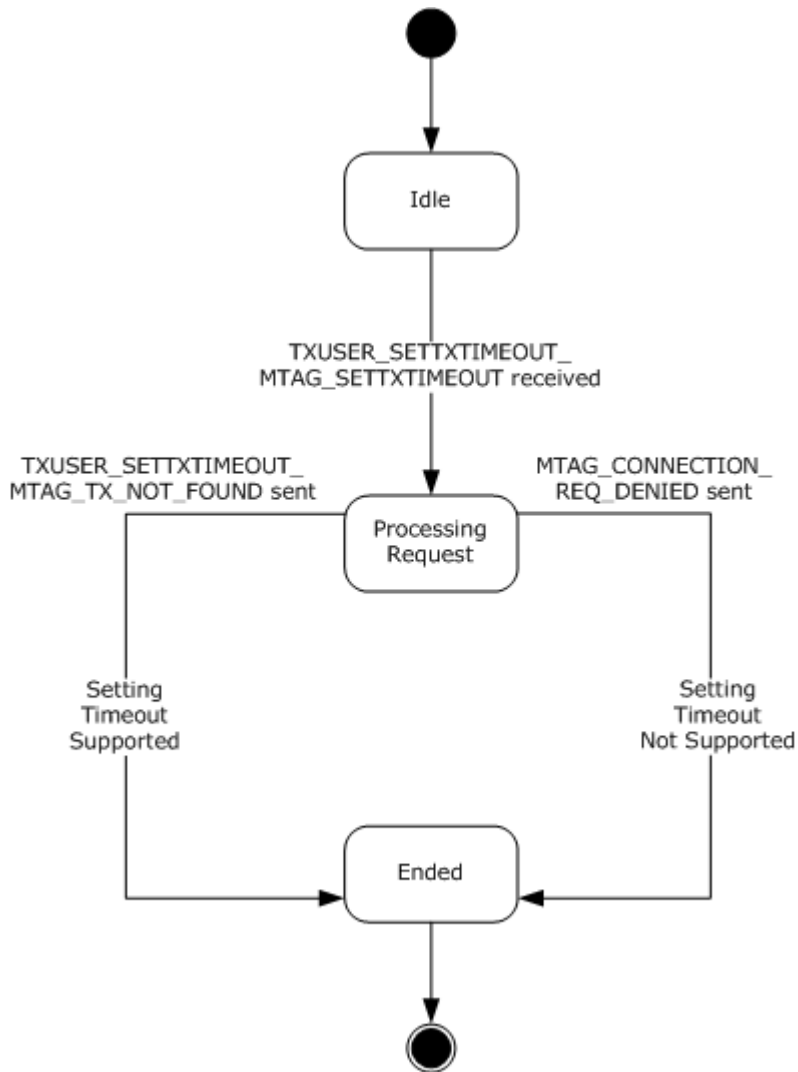 Idle
TXUSER_SETTXTIMEOUT_
MTAG_SETTXTIMEOUT received
TXUSER_SETTXTIMEOUT_
MTAG_TX_NOT_FOUND sent
MTAG_CONNECTION_
REQ_DENIED sent
Processing
Request
Setting
Timeout
Supported
Setting
Timeout
Not Supported
Ended